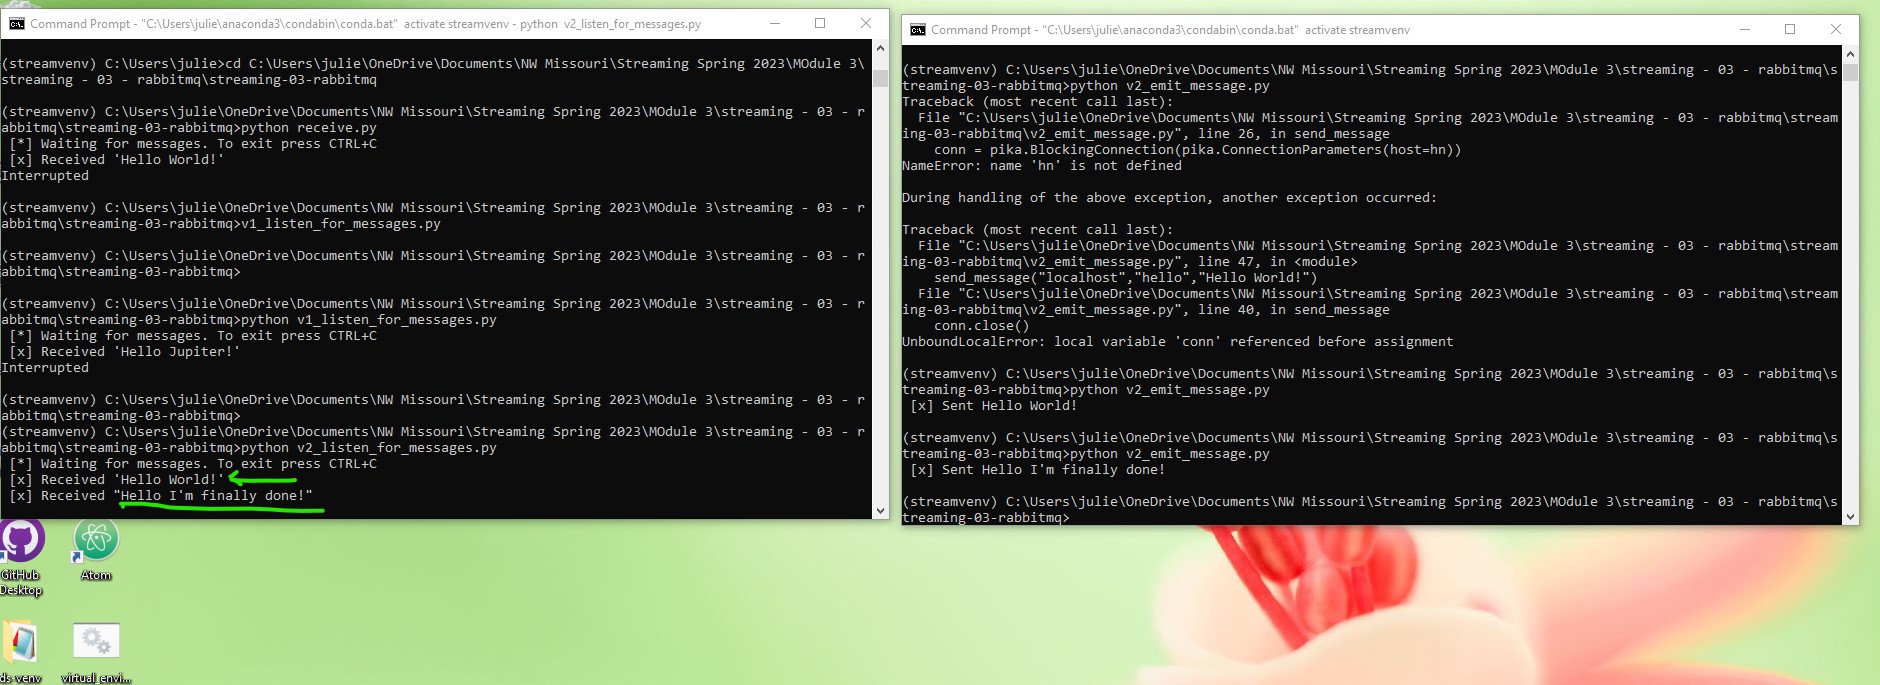 Command Prompt - "C:\Users\julie\anaconda3\condabin\conda.bat"  activate streamvenv - python  v2_listen_for_messages.py
(streamvenv) C:\Users\julie>cd C:\Users\julie\OneDrive\Documents\NW Missouri\Streaming Spring 2023\MOdule 3\
streaming - 03 - rabbitmq\streaming-03-rabbitmq
(streamvenv) C:\Users\julie\OneDrive\Documents\NW Missouri\Streaming Spring 2023\MOdule 3\streaming - 03 - r
abbitmq\streaming-03-rabbitmq>python receive.py
[*] Waiting for messages. To exit press CTRL+C
[x] Received 'Hello World!'
Interrupted
(streamvenv) C:\Users\julie\OneDrive\Documents\NW Missouri\Streaming Spring 2023\MOdule 3\streaming - 03 - r
abbitmq\streaming-03-rabbitmq>v1_listen_for_messages.py
(streamvenv) C:\Users\julie\OneDrive\Documents\NW Missouri\Streaming Spring 2023\MOdule 3\streaming - 03 - r
abbitmq\streaming-03-rabbitmq>
(streamvenv) C:\Users\julie\OneDrive\Documents\NW Missouri\Streaming Spring 2023\MOdule 3\streaming - 03 - r
abbitmq\streaming-03-rabbitmq>python v1_listen_for_messages.py
[*] Waiting for messages. To exit press CTRL+C
[x] Received 'Hello Jupiter!'
Interrupted
(streamvenv) C:\Users\julie\OneDrive\Documents\NW Missouri\Streaming Spring 2023\MOdule 3\streaming - 03 - r
abbitmq\streaming-03-rabbitmq>
(streamvenv) C:\Users\julie\OneDrive\Documents\NW Missouri\Streaming Spring 2023\MOdule 3\streaming - 03 - r
abbitmq\streaming-03-rabbitmq>python v2_listen_for_messages.py
[*] Waiting for messages. To exit press CTRL+C
[x] Received 'Hello World!'
[x] Received "Hello I'm finally done!"
Command Prompt - "C:\Users\julie\anaconda3\condabin\conda.bat"  activate streamvenv
(streamvenv) C:\Users\julie\OneDrive\Documents\NW Missouri\Streaming Spring 2023\MOdule 3\streaming - 03 - rabbitmq\s
treaming-03-rabbitmq>python v2_emit_message.py
Traceback (most recent call last):
File "C:\Users\julie\OneDrive\Documents\NW Missouri\Streaming Spring 2023\MOdule 3\streaming - 03 - rabbitmq\stream
ing-03-rabbitmq\v2_emit_message.py", line 26, in send_message
conn = pika.BlockingConnection(pika.ConnectionParameters(host=hn))
NameError: name 'hn' is not defined
During handling of the above exception, another exception occurred:
Traceback (most recent call last):
File "C:\Users\julie\OneDrive\Documents\NW Missouri\Streaming Spring 2023\MOdule 3\streaming - 03 - rabbitmq\stream
ing-03-rabbitmq\v2_emit_message.py", line 47, in <module>
send_message("localhost","hello","Hello World!")
File "C:\Users\julie\OneDrive\Documents\NW Missouri\Streaming Spring 2023\MOdule 3\streaming - 03 - rabbitmq\stream
ing-03-rabbitmq\v2_emit_message.py", line 40, in send_message
conn.close()
UnboundLocalError: local variable 'conn' referenced before assignment
(streamvenv) C:\Users\julie\OneDrive\Documents\NW Missouri\Streaming Spring 2023\MOdule 3\streaming - 03 - rabbitmq\s
treaming-03-rabbitmq>python v2_emit_message.py
[x] Sent Hello World!
(streamvenv) C:\Users\julie\OneDrive\Documents\NW Missouri\Streaming Spring 2023\MOdule 3\streaming - 03 - rabbitmq\s
treaming-03-rabbitmq>python v2_emit_message.py
[x] Sent Hello I'm finally done!
(streamvenv) C:\Users\julie\OneDrive\Documents\NW Missouri\Streaming Spring 2023\MOdule 3\streaming - 03 - rabbitmq\s
treaming-03-rabbitmq>
GitHub
Desktop
Atom
ds-venv
virtual_envi...